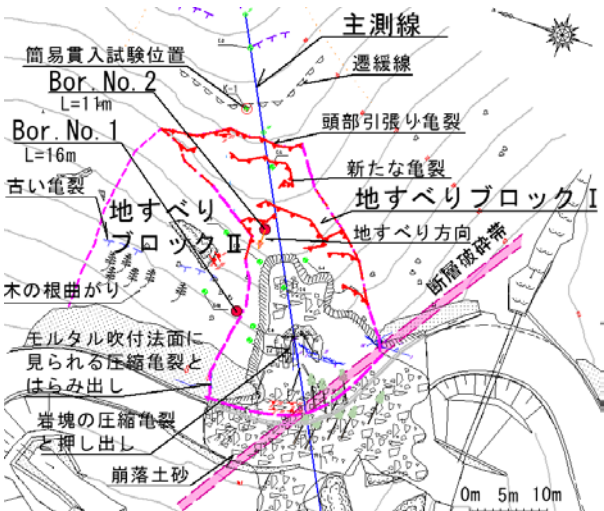 主測線
簡易貫入試験位置
遷緩線
K-1
Bor.No.2
L=11m
頭部引張り亀裂
Bor.No.1
L=16m
新たな亀裂
古い亀裂
地すべり
ブロックⅡ
地すべりブロックⅠ
地すべり方向
断層破砕帯
木の根曲がり
モルタル吹付法面に
見られる圧縮亀裂と
はらみ出し
岩塊の圧縮亀裂
と押し出し
崩落土砂
0m 5m 10m